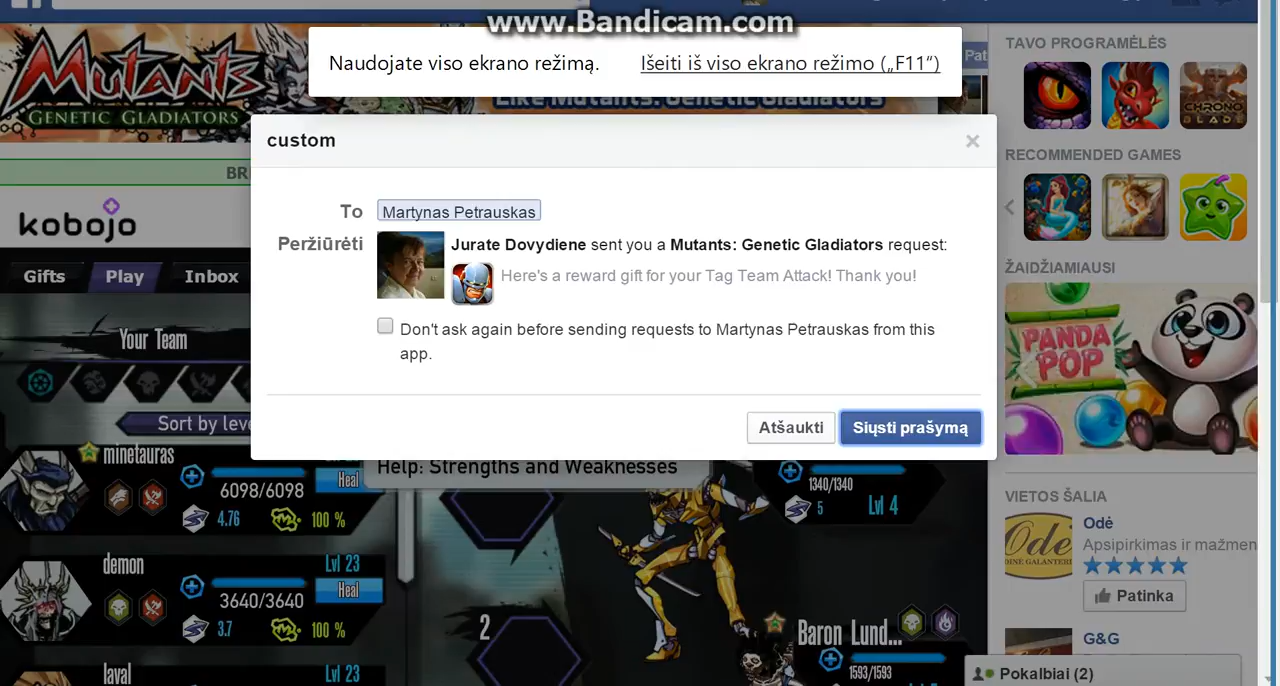 www.Bandicam.com
Naudojate viso ekrano režimą. Išeiti iš viso ekrano režimo („F11“)
MUTANTS
GENETIC GLADIATORS
Like Mutants: Genetic Gladiators
Pat
TAVO PROGRAMĖLĖS
CHRONO
BLADE
custom
BR
To Martynas Petrauskas
Peržiūrėti
Jurate Dovydiene sent you a Mutants: Genetic Gladiators request:
Here's a reward gift for your Tag Team Attack! Thank you!
Don't ask again before sending requests to Martynas Petrauskas from this
app.
Atšaukti
Siųsti prašymą
RECOMMENDED GAMES
ŽAIDŽIAMIAUSI
PANDA
POP
kobojo
Gifts Play Inbox
Your Team
Sort by leve
Help: Strengths and Weaknesses
minetauras
6098/6098
Heal
4.76
100 %
demon
Lvl 23
3640/3640
Heal
3.7
100 %
laval
Lvl 23
1340/1340
5
Lvl 4
2
Baron Lund...
1593/1593
VIETOS ŠALIA
Odė
Apsipirkimas ir mažmen
Patinka
G&G
Pokalbiai (2)